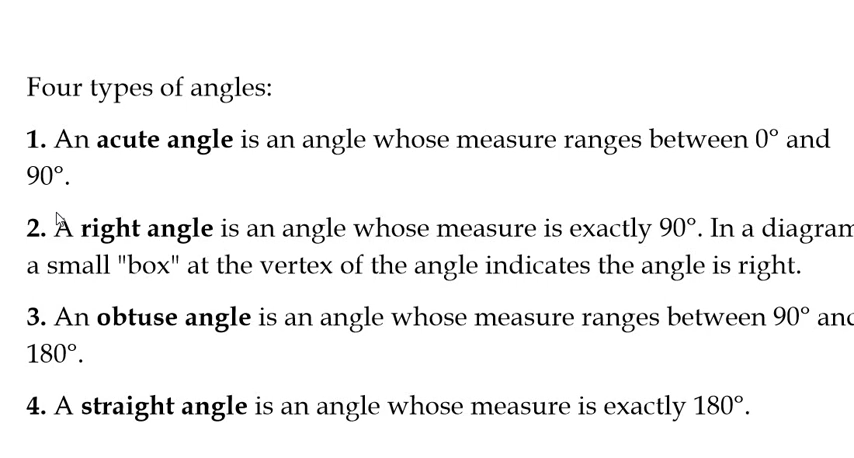 Four types of angles:
1. An acute angle is an angle whose measure ranges between 0° and
90°.
2. A right angle is an angle whose measure is exactly 90°. In a diagram
a small "box" at the vertex of the angle indicates the angle is right.
3. An obtuse angle is an angle whose measure ranges between 90° and
180°.
4. A straight angle is an angle whose measure is exactly 180°.